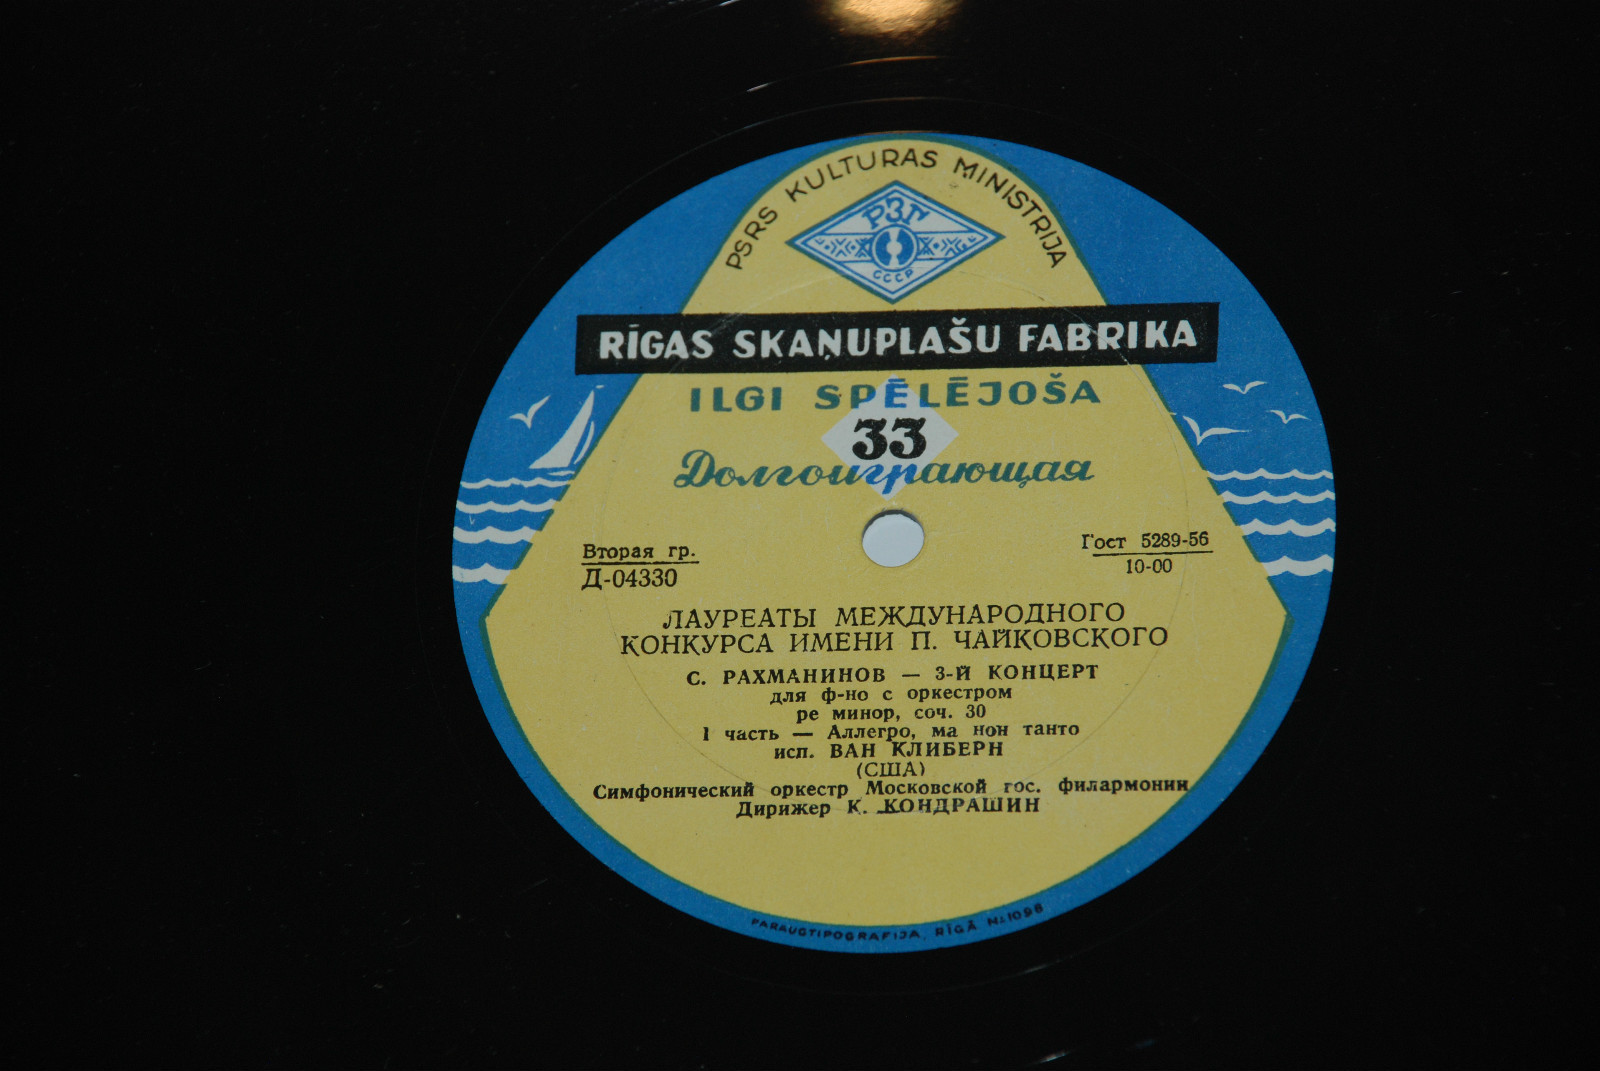 PSRS KULTURAS MINISTRIJA
РЗГ
СССР
RĪGAS SKAŅUPLAŠU FABRIKA
ILGI SPĒLĒJOŠA
33
Долгоиграющая
Вторая гр.
Д-04330
Гост 5289-56
10-00
ЛАУРЕАТЫ МЕЖДУНАРОДНОГО
КОНКУРСА ИМЕНИ П. ЧАЙКОВСКОГО
С. РАХМАНИНОВ — 3-Й КОНЦЕРТ
для ф-но с оркестром
ре минор, соч. 30
I часть — Аллегро, ма нон танто
исп. ВАН КЛИБЕРН
(США)
Симфонический оркестр Московской гос. филармонии
Дирижер К. КОНДРАШИН
PARAUGTIPOGRAFIJA, RĪGĀ №1098